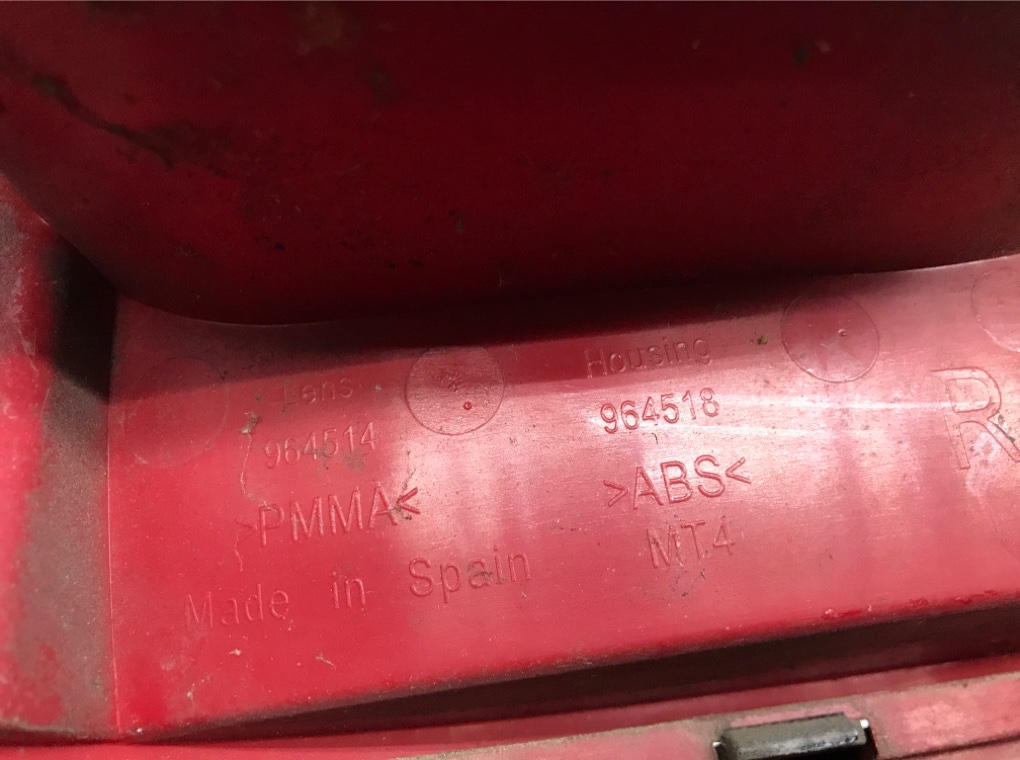 Lens
964514
>PMMA<
Made in Spain
Housing
964518
>ABS<
MT4
R